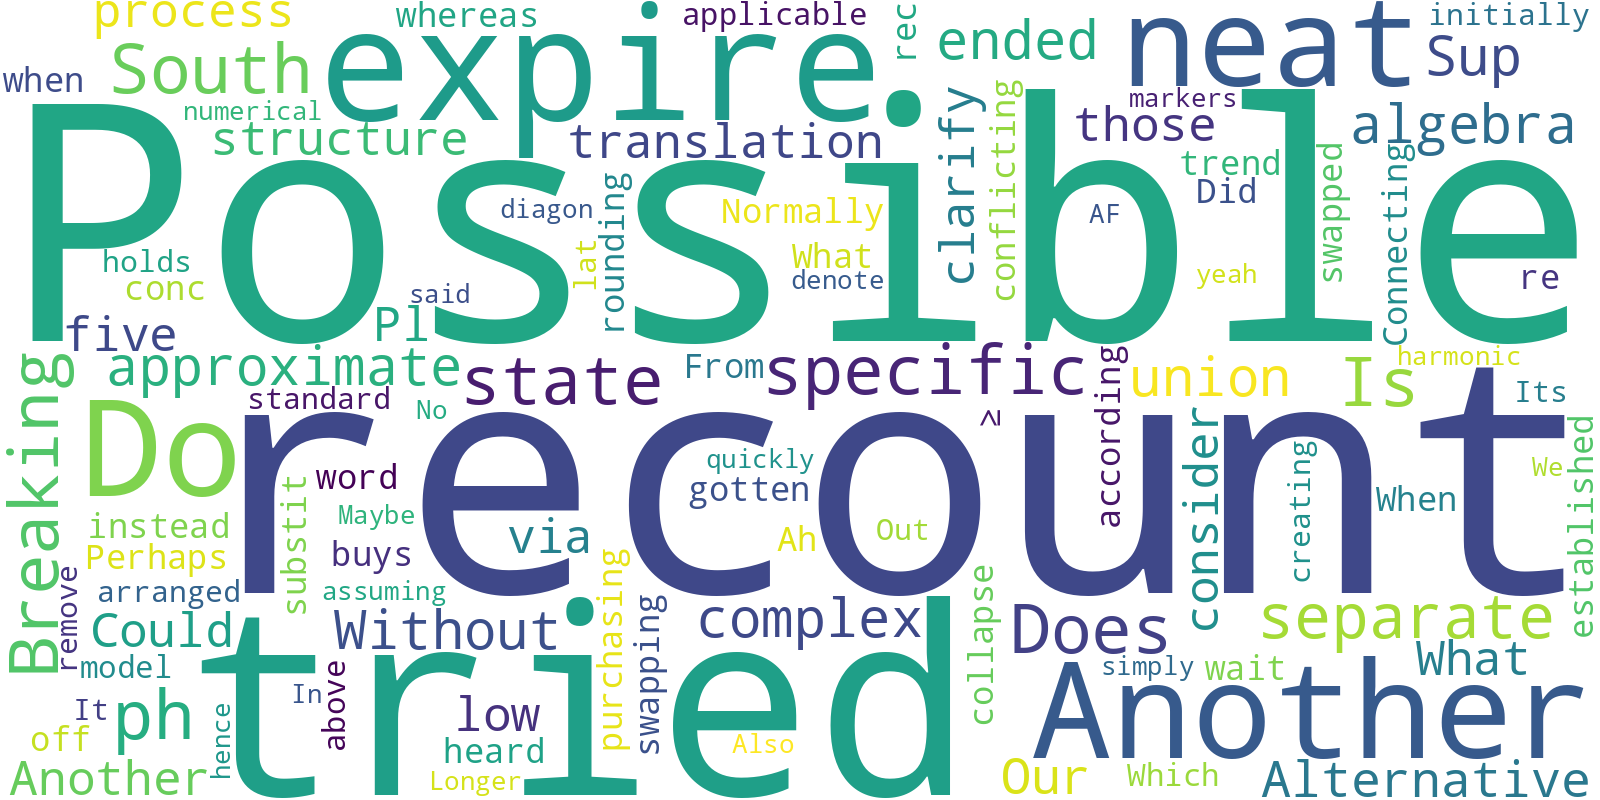 process
whereas
applicable
rec
ended
neat
initially
Sup
South
expire
when
numerical
structure
translation
clarify
conflicting
markers
those
algebra
trend
Did
swapped
Connecting
Possible
diagon
rounding
lat
Normally
What
denote
AF
yeah
re
holds
conc
said
five
Pl
Breaking
approximate
state
From
specific
according
union
Is
harmonic
Its
standard
No
Do
recount
≥
word
substit
Maybe
quickly
gotten
via
Ah
Out
consider
creating
When
We
established
instead
Perhaps
buys
arranged
assuming
remove
Could
Without
purchasing
swapping
complex
collapse
Does
separate
model
tried
simply
wait
What
Another
It
ph
In
above
low
off
hence
heard
Also
Another
Longer
Our
Which
Alternative